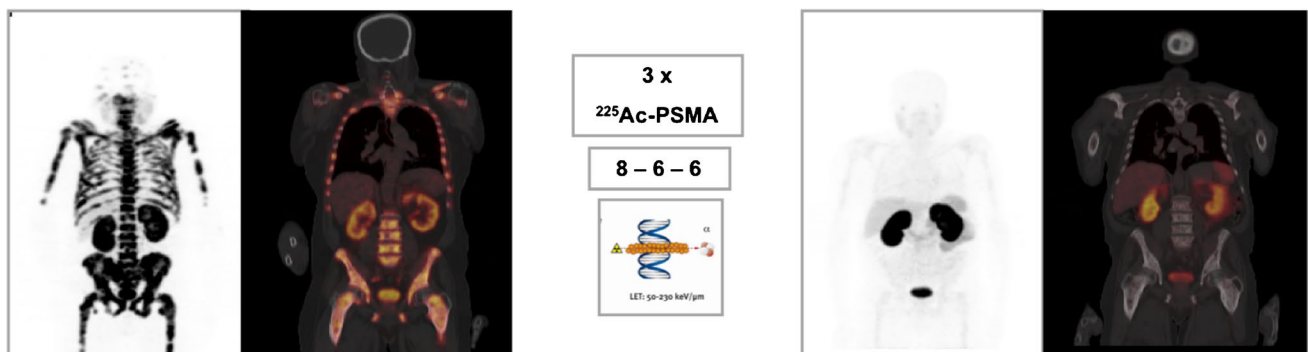 3 x
²²⁵Ac-PSMA
8 – 6 – 6
α
LET: 50-230 keV/µm